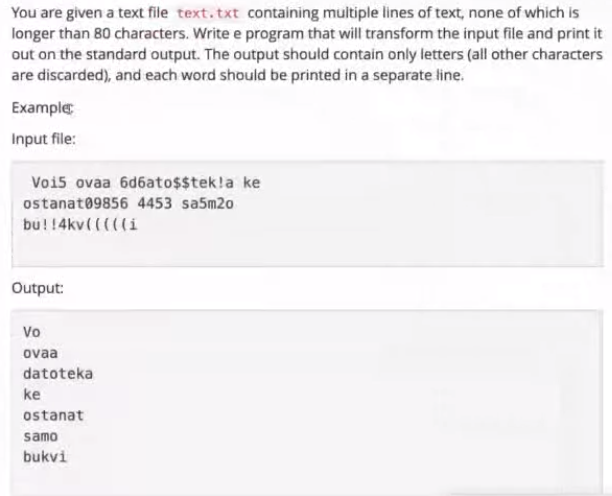 You are given a text file text.txt containing multiple lines of text, none of which is
longer than 80 characters. Write e program that will transform the input file and print it
out on the standard output. The output should contain only letters (all other characters
are discarded), and each word should be printed in a separate line.
Example:
Input file:
Voi5 ovaa 6d6ato$$tek!a ke
ostanat09856 4453 sa5m2o
bu!!4kv(((((i
Output:
Vo
ovaa
datoteka
ke
ostanat
samo
bukvi